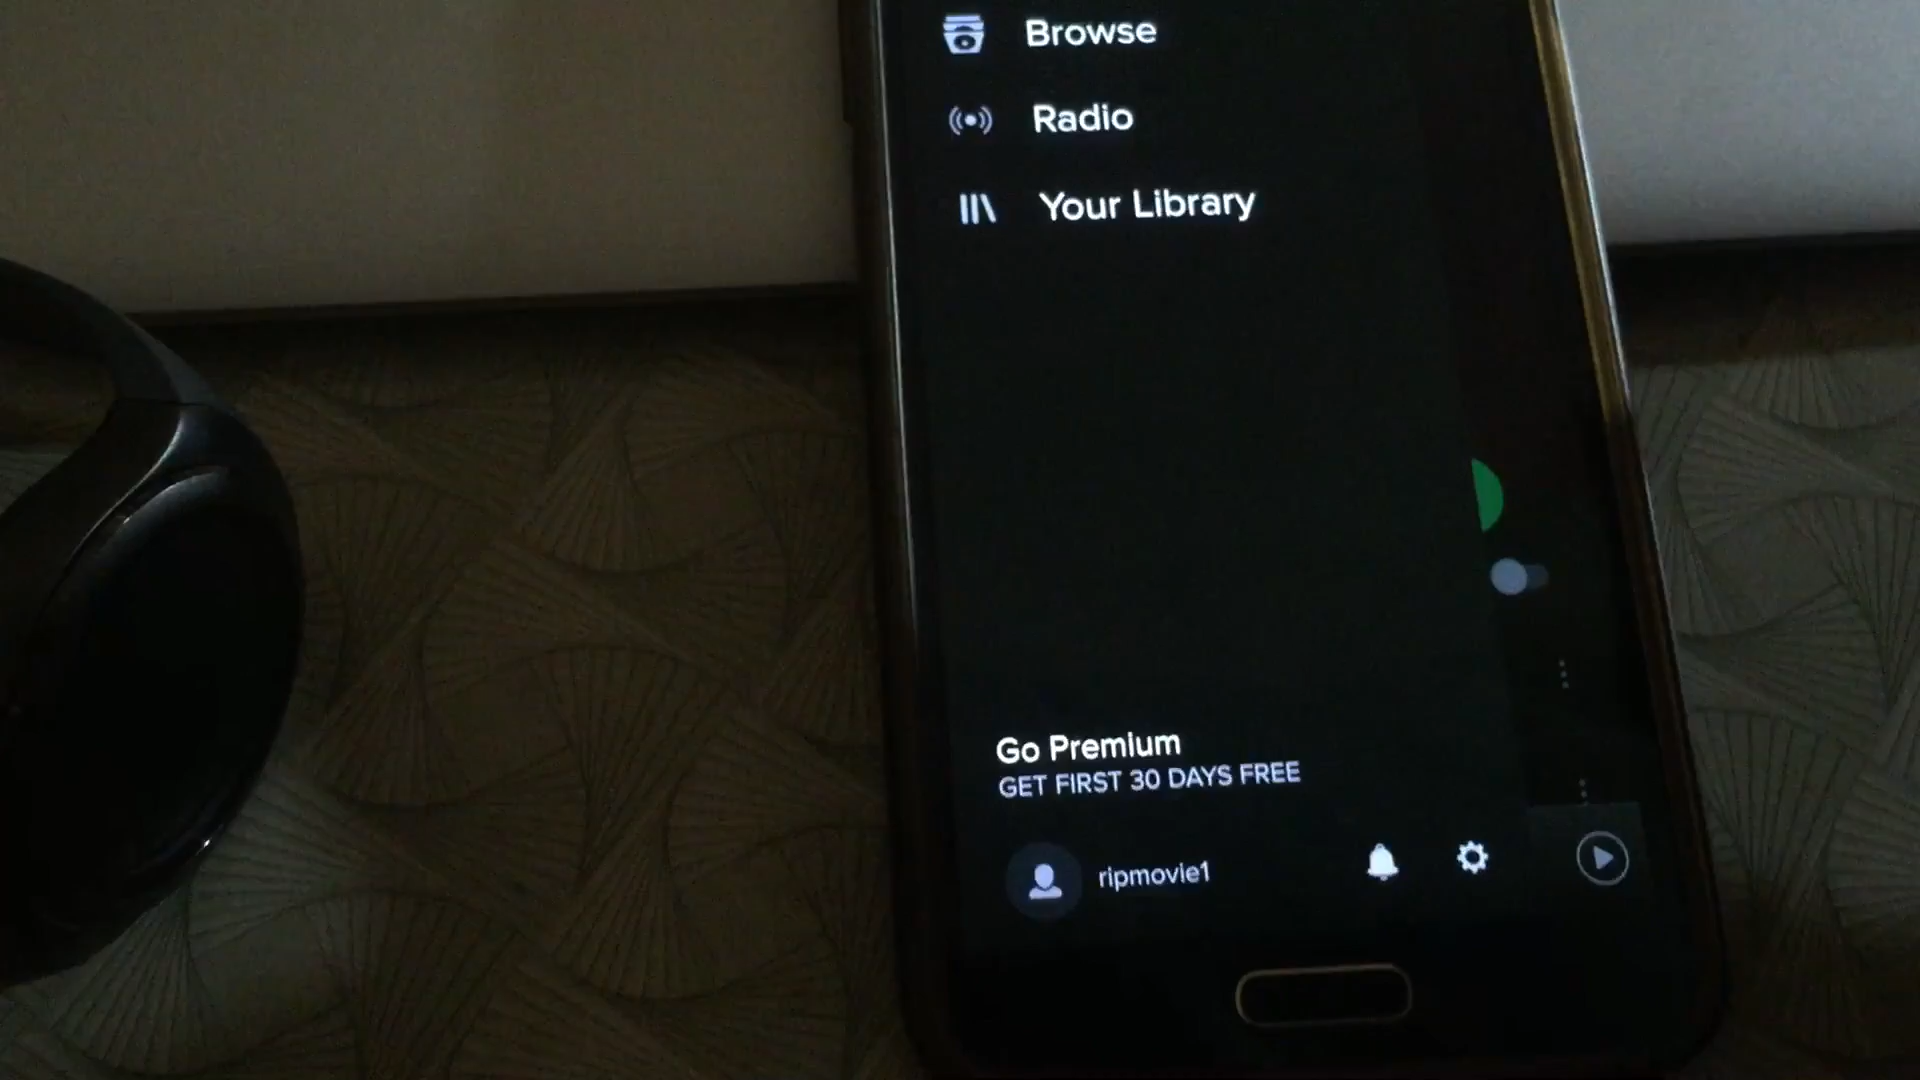 Browse
Radio
Your Library
Go Premium
GET FIRST 30 DAYS FREE
ripmovie1